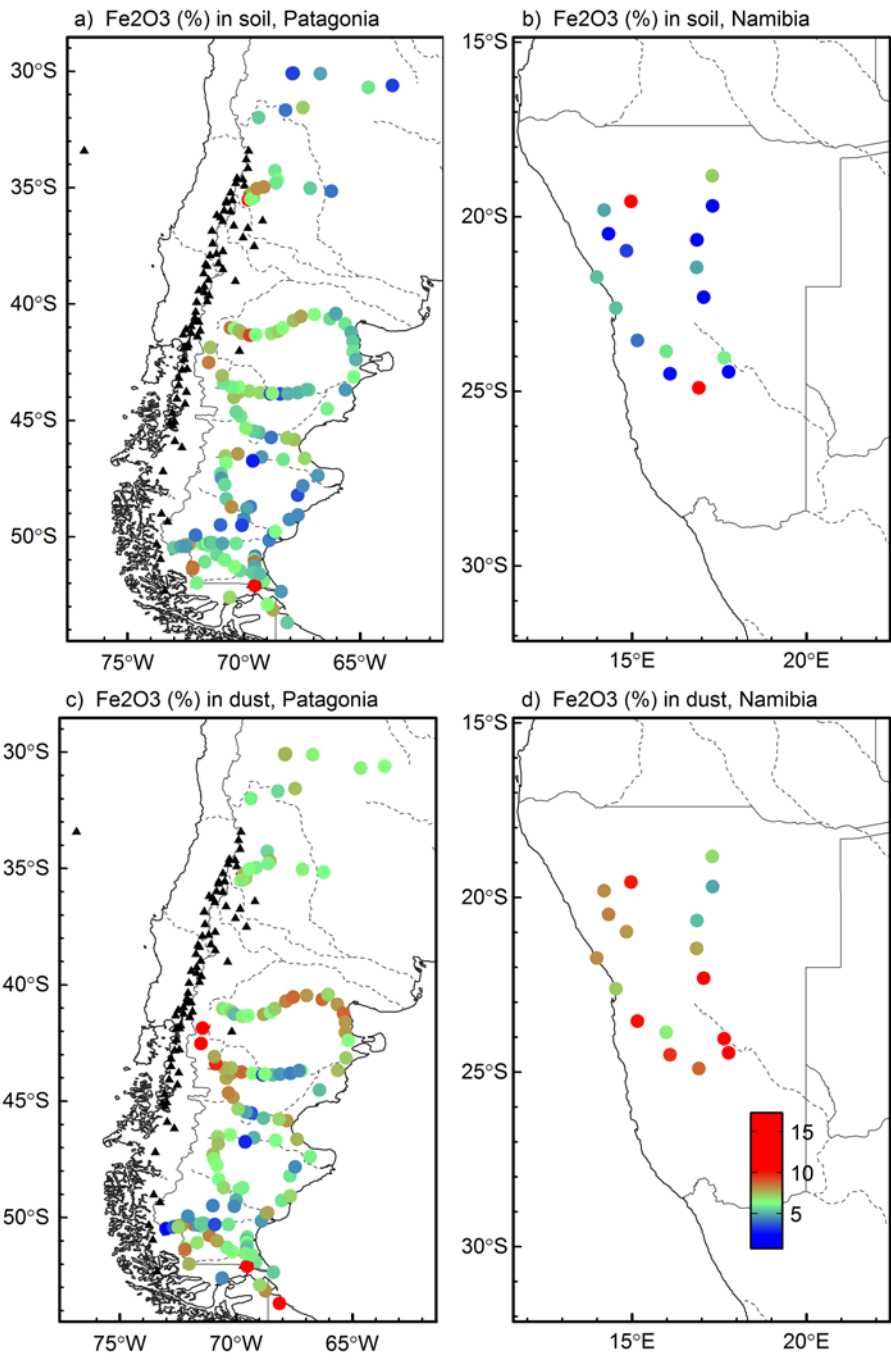 a) Fe2O3 (%) in soil, Patagonia
30°S
35°S
40°S
45°S
50°S
75°W 70°W 65°W
b) Fe2O3 (%) in soil, Namibia
15°S
20°S
25°S
30°S
15°E 20°E
c) Fe2O3 (%) in dust, Patagonia
30°S
35°S
40°S
45°S
50°S
75°W 70°W 65°W
d) Fe2O3 (%) in dust, Namibia
15°S
20°S
25°S
30°S
15
10
5
15°E 20°E